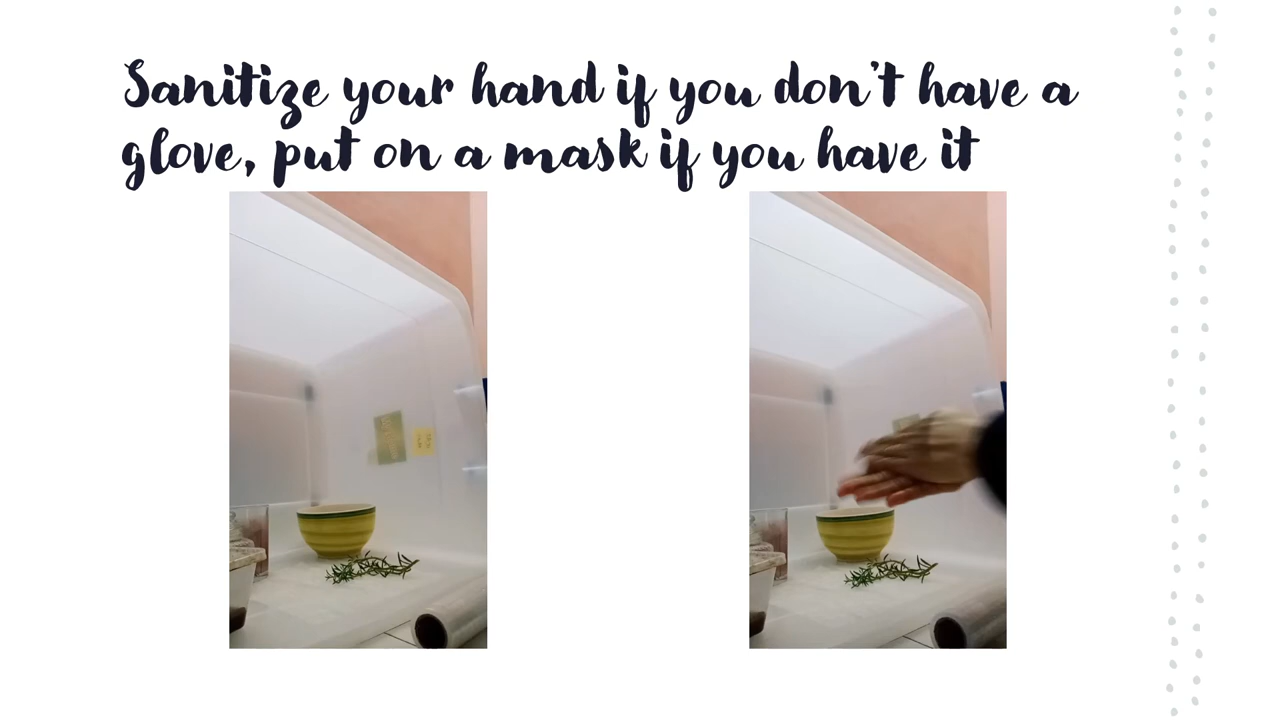 Sanitize your hand if you don't have a
glove, put on a mask if you have it